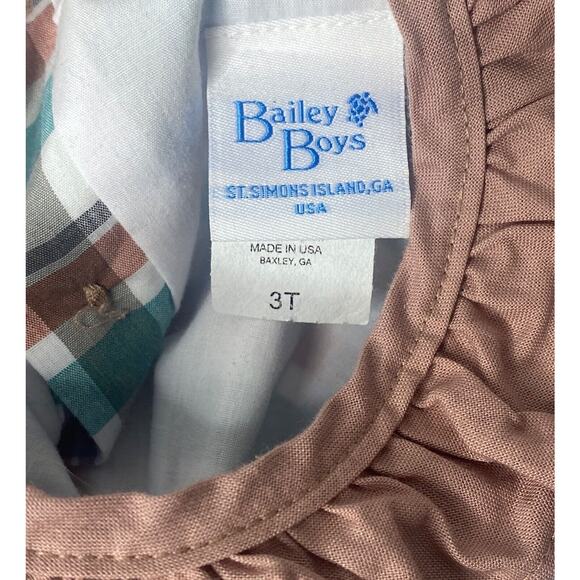 Bailey
Boys
ST. SIMONS ISLAND, GA
USA
MADE IN USA
BAXLEY, GA
3T